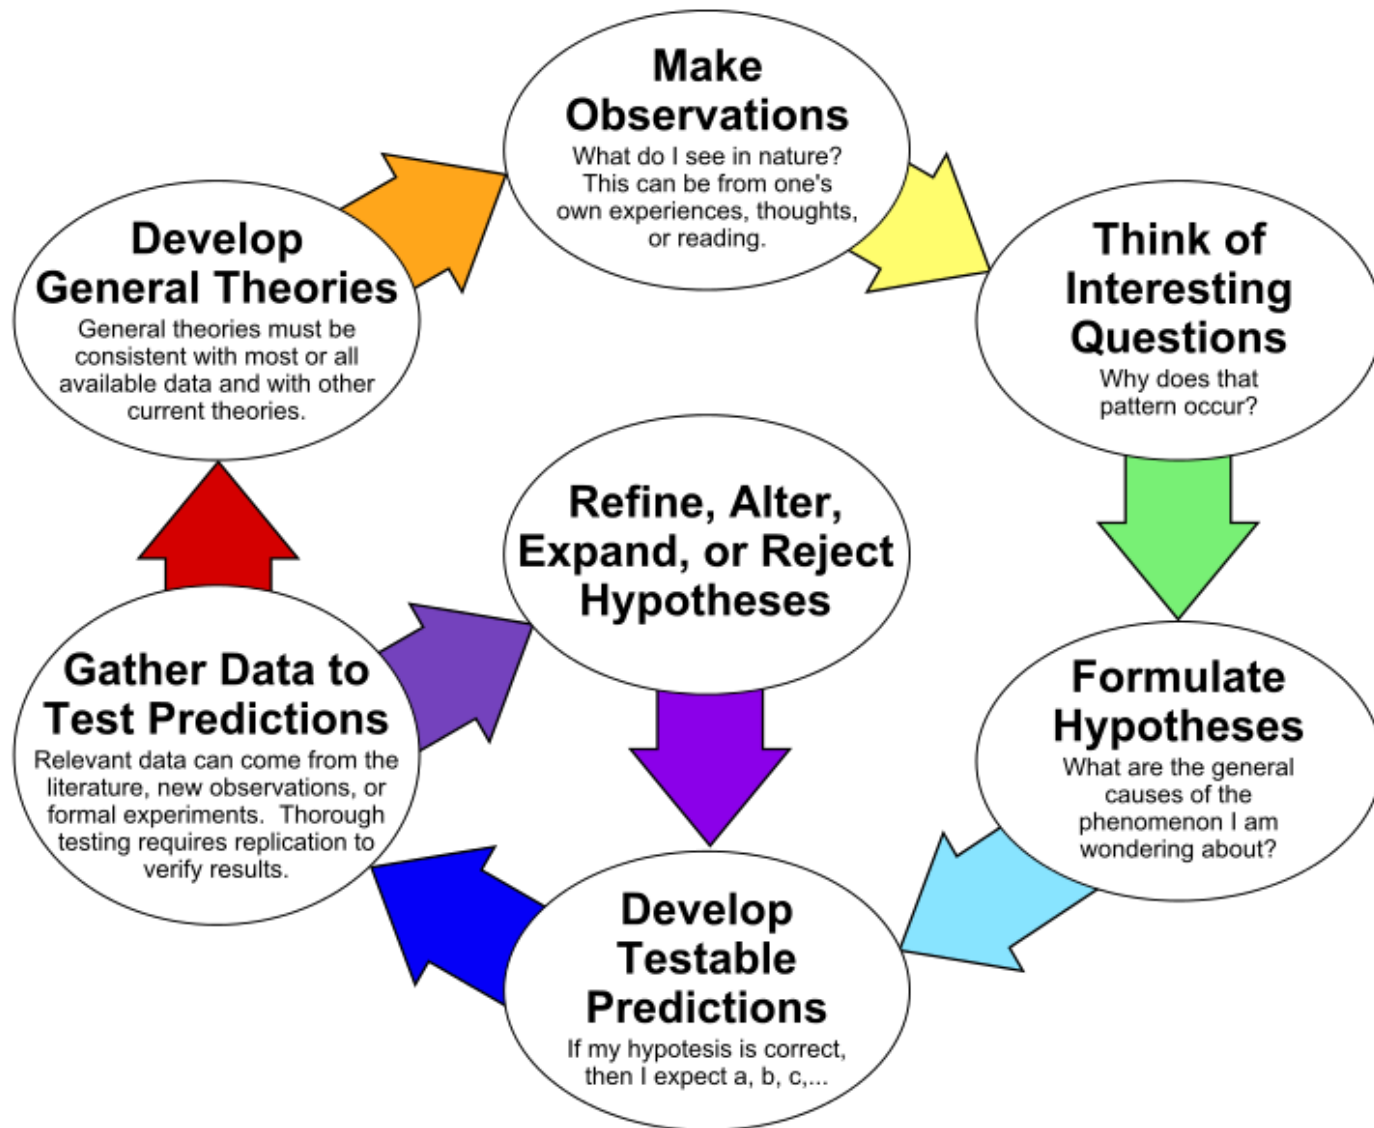 Make
Observations
What do I see in nature?
This can be from one's
own experiences, thoughts,
or reading.
Think of
Interesting
Questions
Why does that
pattern occur?
Formulate
Hypotheses
What are the general
causes of the
phenomenon I am
wondering about?
Develop
Testable
Predictions
If my hypotesis is correct,
then I expect a, b, c,...
Gather Data to
Test Predictions
Relevant data can come from the
literature, new observations, or
formal experiments.  Thorough
testing requires replication to
verify results.
Refine, Alter,
Expand, or Reject
Hypotheses
Develop
General Theories
General theories must be
consistent with most or all
available data and with other
current theories.